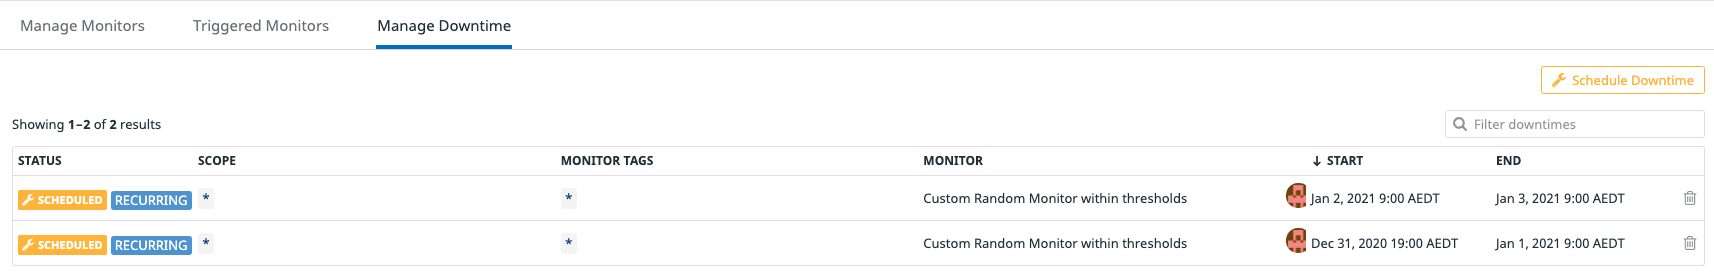 Manage Monitors Triggered Monitors Manage Downtime
Schedule Downtime
Showing 1–2 of 2 results Filter downtimes
STATUS SCOPE MONITOR TAGS MONITOR ↓ START END
SCHEDULED RECURRING * * Custom Random Monitor within thresholds Jan 2, 2021 9:00 AEDT Jan 3, 2021 9:00 AEDT
SCHEDULED RECURRING * * Custom Random Monitor within thresholds Dec 31, 2020 19:00 AEDT Jan 1, 2021 9:00 AEDT